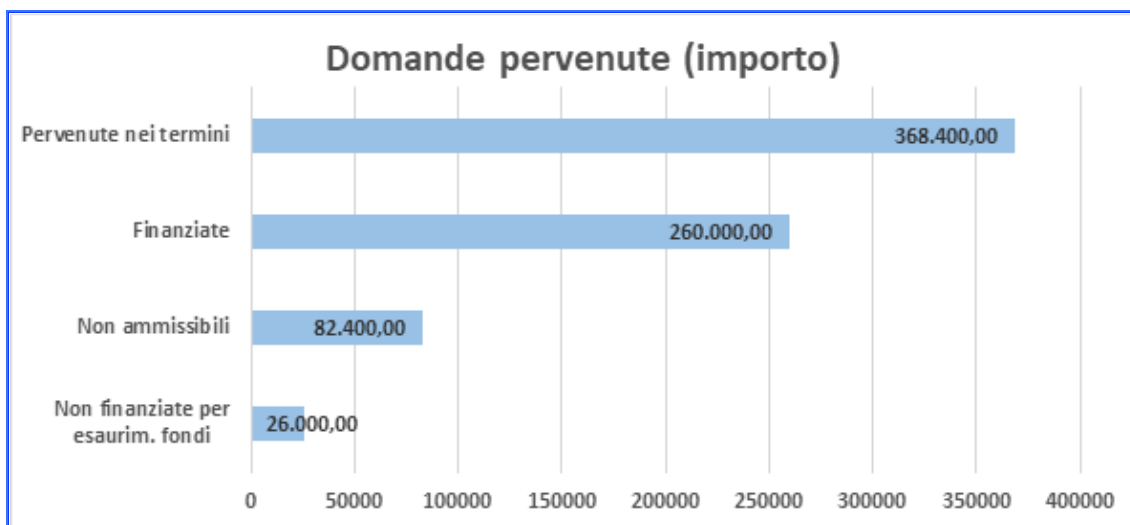 Domande pervenute (importo)
Pervenute nei termini
368.400,00
Finanziate
260.000,00
Non ammissibili
82.400,00
Non finanziate per
esaurim. fondi
26.000,00
0 50000 100000 150000 200000 250000 300000 350000 400000